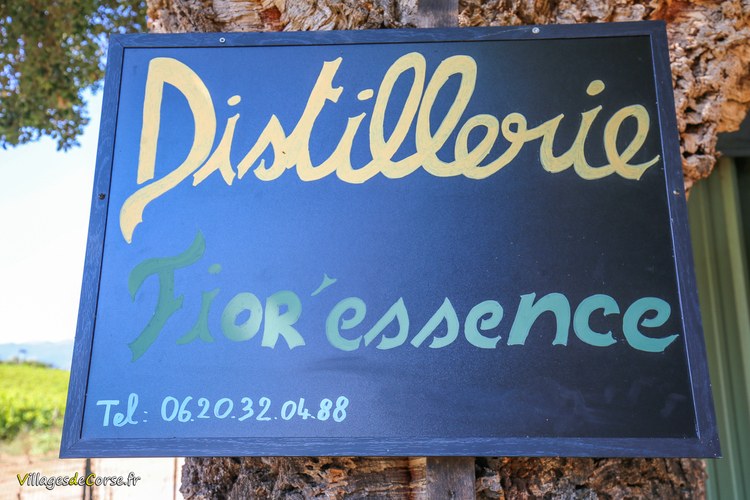 Distillerie
Fior'essence
Tel: 06.20.32.04.88
VillagesdeCorse.fr